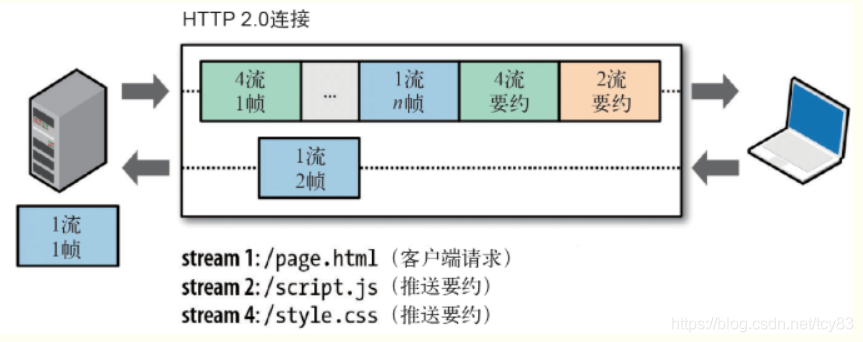 HTTP 2.0连接
4流
1帧
...
1流
n帧
4流
要约
2流
要约
1流
2帧
1流
1帧
stream 1: /page.html（客户端请求）
stream 2: /script.js（推送要约）
stream 4: /style.css（推送要约）
https://blog.csdn.net/tcy83